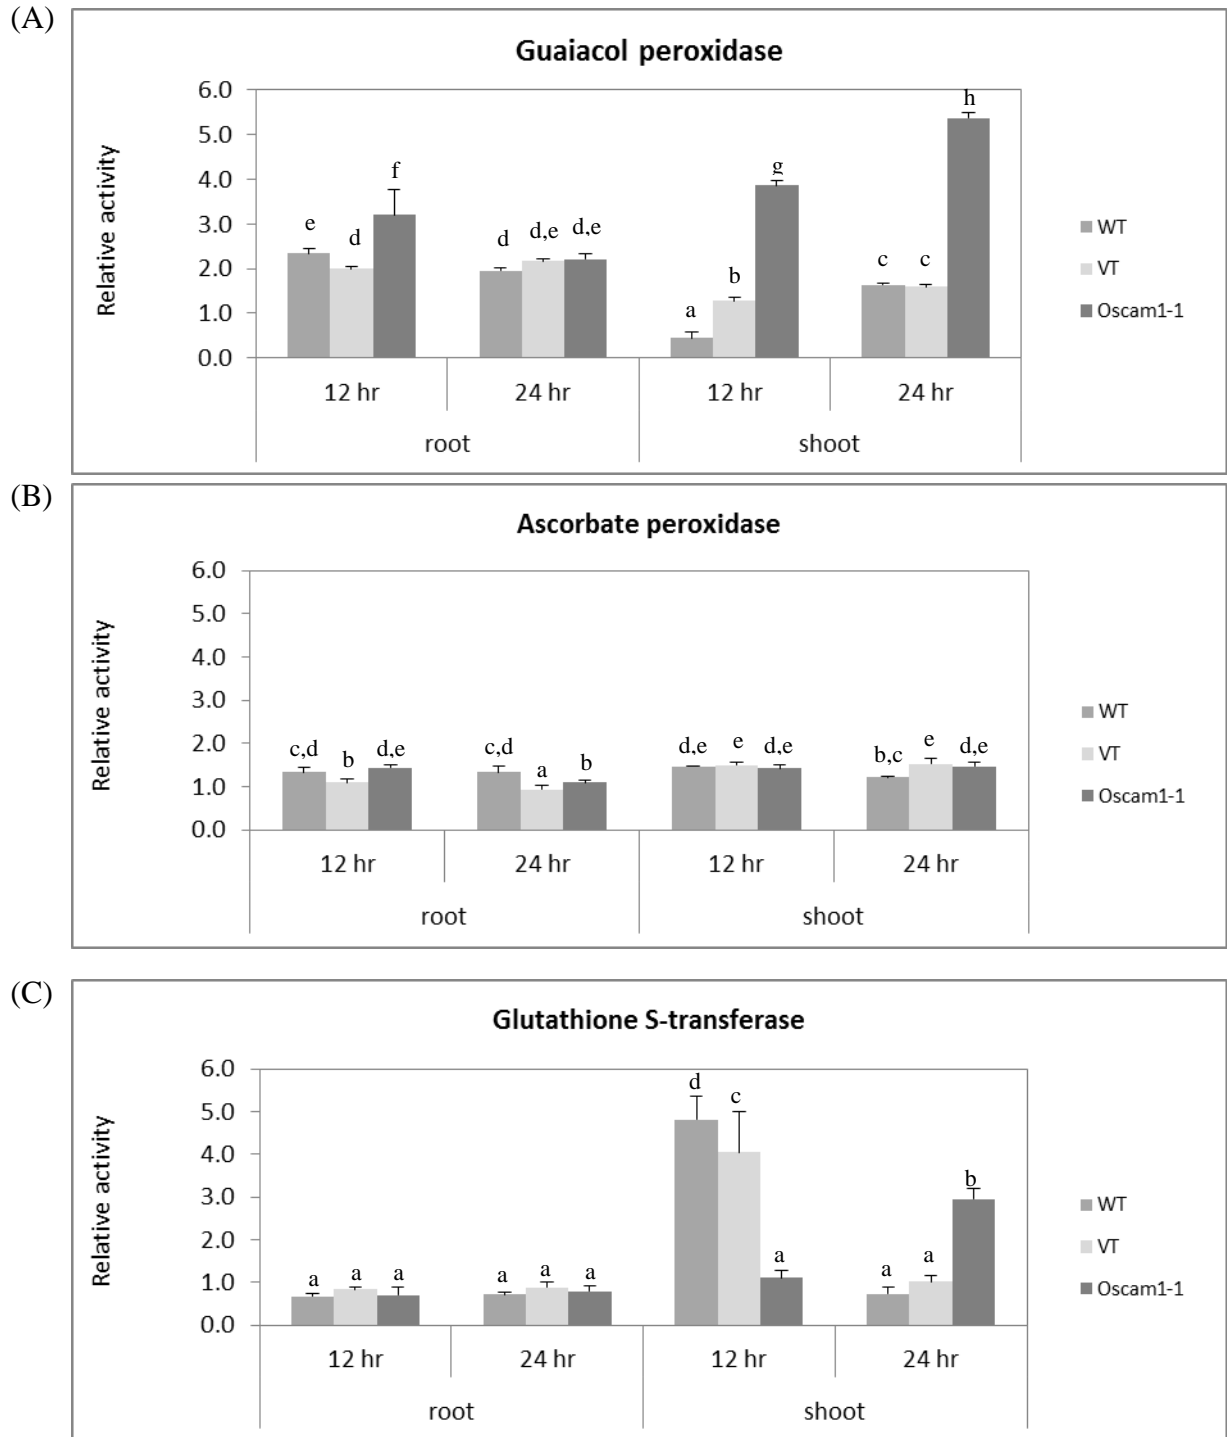 (A)
Guaiacol peroxidase
6.0
5.0
4.0
3.0
2.0
1.0
0.0
Relative activity
e d f d d,e d,e a b g c c h
12 hr 24 hr 12 hr 24 hr
root shoot
WT
VT
Oscam1-1
(B)
Ascorbate peroxidase
6.0
5.0
4.0
3.0
2.0
1.0
0.0
Relative activity
c,d b d,e c,d a b d,e e d,e b,c e d,e
12 hr 24 hr 12 hr 24 hr
root shoot
WT
VT
Oscam1-1
(C)
Glutathione S-transferase
6.0
5.0
4.0
3.0
2.0
1.0
0.0
Relative activity
a a a a a a d c a a a b
12 hr 24 hr 12 hr 24 hr
root shoot
WT
VT
Oscam1-1